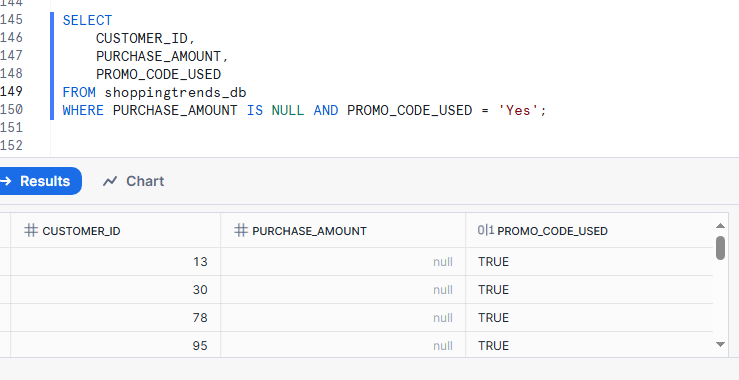 144
145 SELECT
146 CUSTOMER_ID,
147 PURCHASE_AMOUNT,
148 PROMO_CODE_USED
149 FROM shoppingtrends_db
150 WHERE PURCHASE_AMOUNT IS NULL AND PROMO_CODE_USED = 'Yes';
151
152
Results Chart
# CUSTOMER_ID # PURCHASE_AMOUNT 0|1 PROMO_CODE_USED
13 null TRUE
30 null TRUE
78 null TRUE
95 null TRUE